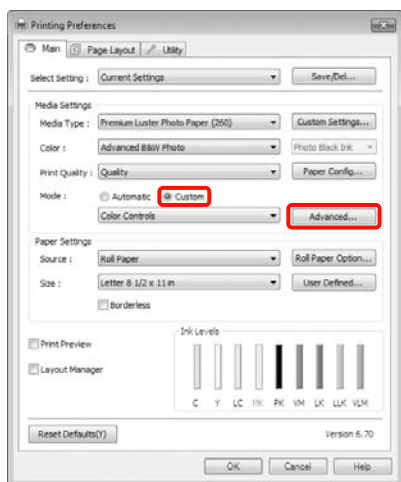 Printing Preferences
Main Page Layout Utility
Select Setting : Current Settings Save/Del...
Media Settings
Media Type : Premium Luster Photo Paper (260) Custom Settings...
Color : Advanced B&W Photo Photo Black Ink
Print Quality : Quality Paper Config...
Mode : Automatic Custom
Color Controls Advanced...
Paper Settings
Source : Roll Paper Roll Paper Option...
Size : Letter 8 1/2 x 11 in User Defined...
Borderless
Ink Levels
Print Preview
Layout Manager
C Y LC MK PK VM LK LLK VLM
Reset Defaults(Y) Version 6.70
OK Cancel Help